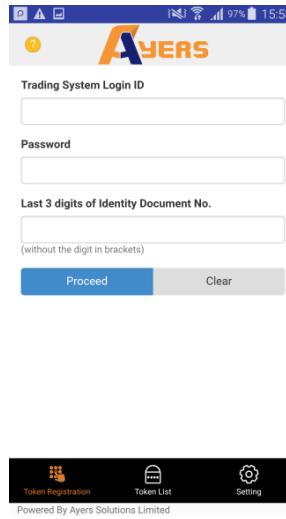 97% 15:5
?
AYERS
Trading System Login ID
Password
Last 3 digits of Identity Document No.
(without the digit in brackets)
Proceed Clear
Token Registration Token List Setting
Powered By Ayers Solutions Limited